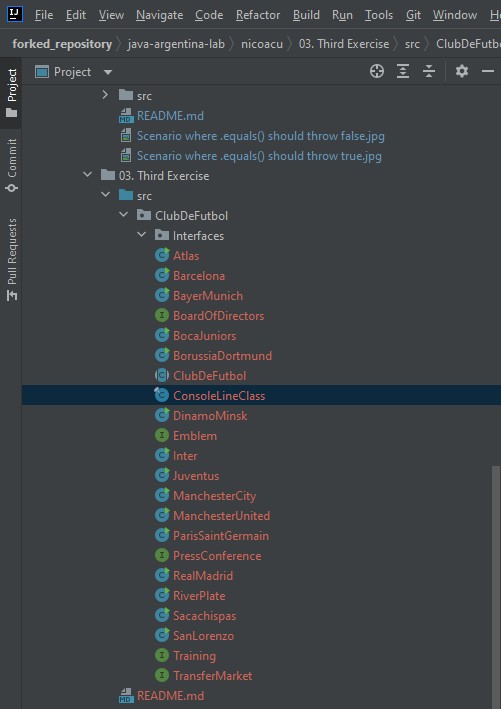 IJ File Edit View Navigate Code Refactor Build Run Tools Git Window H
forked_repository java-argentina-lab nicoacu 03. Third Exercise src ClubDeFutbo
Project
Commit
Pull Requests
Project
src
README.md
Scenario where .equals() should throw false.jpg
Scenario where .equals() should throw true.jpg
03. Third Exercise
src
ClubDeFutbol
Interfaces
Atlas
Barcelona
BayerMunich
BoardOfDirectors
BocaJuniors
BorussiaDortmund
ClubDeFutbol
ConsoleLineClass
DinamoMinsk
Emblem
Inter
Juventus
ManchesterCity
ManchesterUnited
ParisSaintGermain
PressConference
RealMadrid
RiverPlate
Sacachispas
SanLorenzo
Training
TransferMarket
README.md